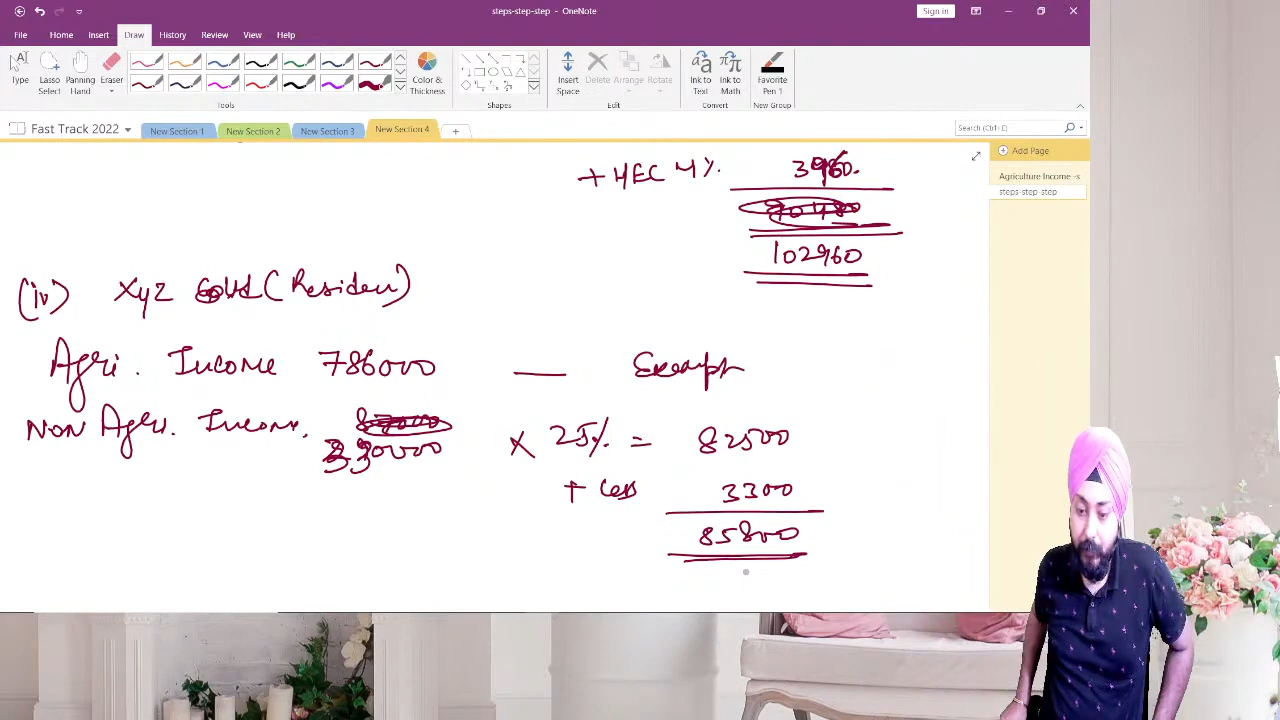 steps-step-step - OneNote
Sign in
File Home Insert Draw History Review View Help
Type Lasso Select Panning Hand Eraser
Color & Thickness
Insert Space Delete Arrange Rotate
Ink to Text Ink to Math Favorite Pen 1
Tools Shapes Edit Convert New Group
Fast Track 2022 New Section 1 New Section 2 New Section 3 New Section 4
Search (Ctrl+E)
Add Page
Agriculture Income -s
steps-step-step
+ HEC 4% 3960
102960
(iv) Xyz Ltd (Resident)
Agri. Income 786000 — Exempt
Non Agri. Income.
330000 x 25% = 82500
+ Cess 3300
85800